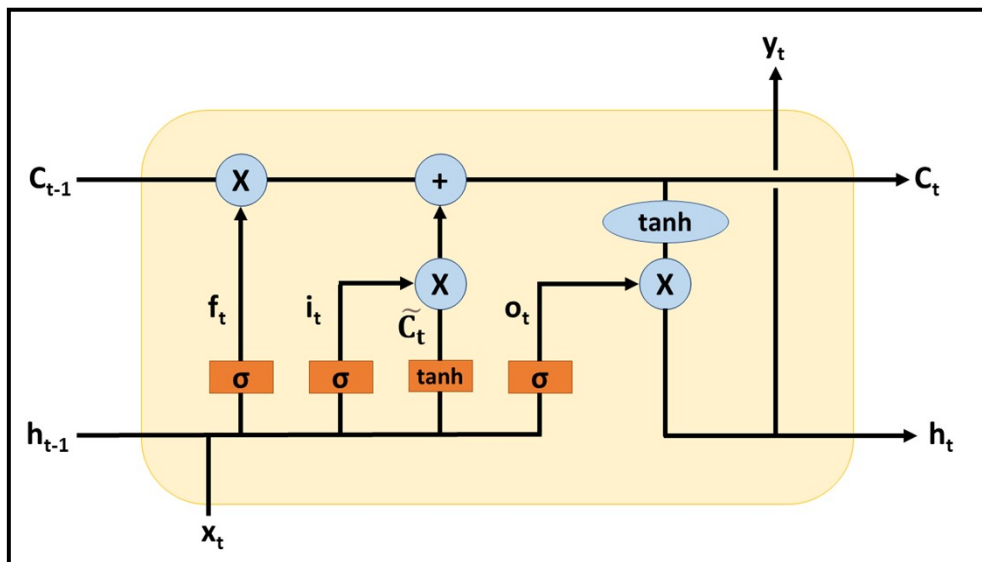 yₜ
Cₜ₋₁ X + Cₜ
tanh
X X
fₜ iₜ C̃ₜ oₜ
σ σ tanh σ
hₜ₋₁ hₜ
xₜ